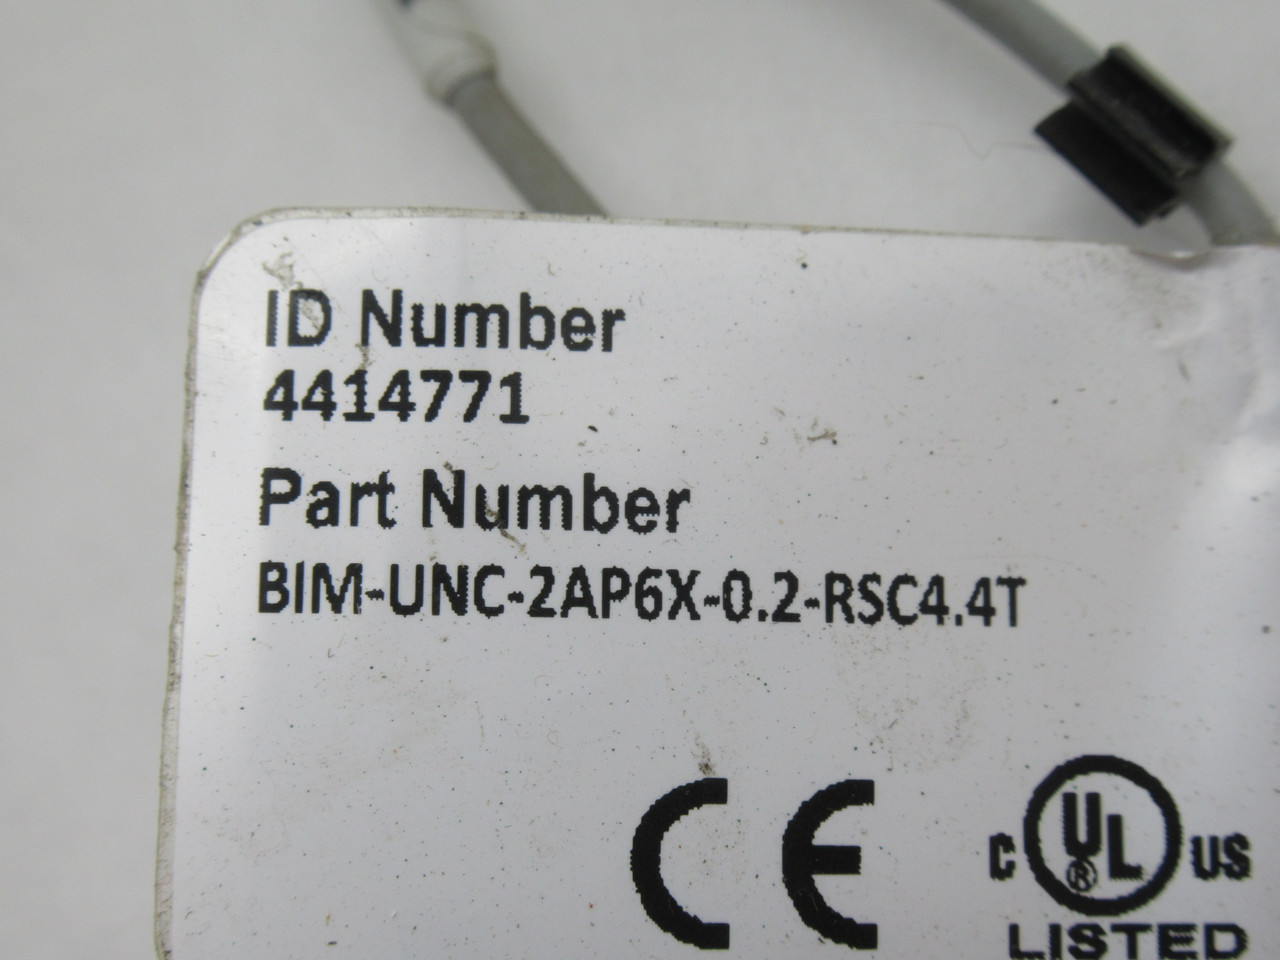 ID Number
4414771
Part Number
BIM-UNC-2AP6X-0.2-RSC4.4T
CE
C UL® US
LISTED